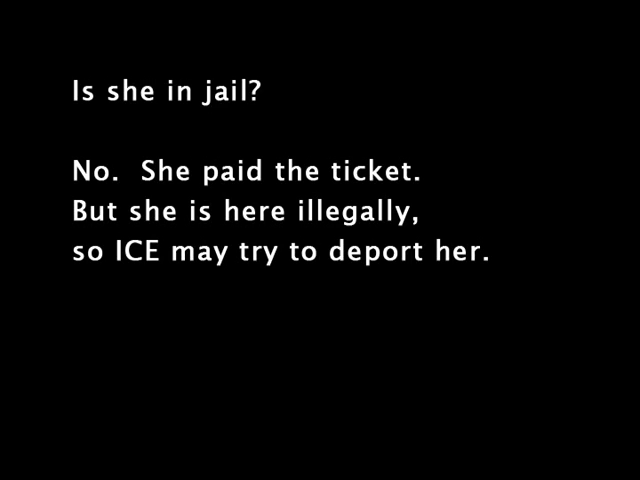 Is she in jail?
No.  She paid the ticket.
But she is here illegally,
so ICE may try to deport her.